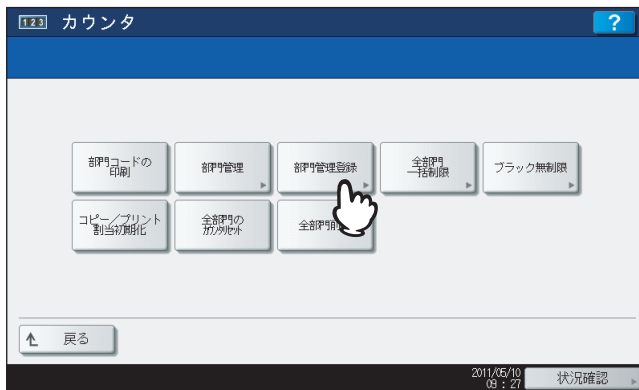 123 カウンタ
?
部門コードの
印刷
部門管理
部門管理登録
全部門
一括制限
ブラック無制限
コピー/プリント
割当初期化
全部門の
カウンタリセット
全部門削
戻る
2011/05/10
09:27
状況確認